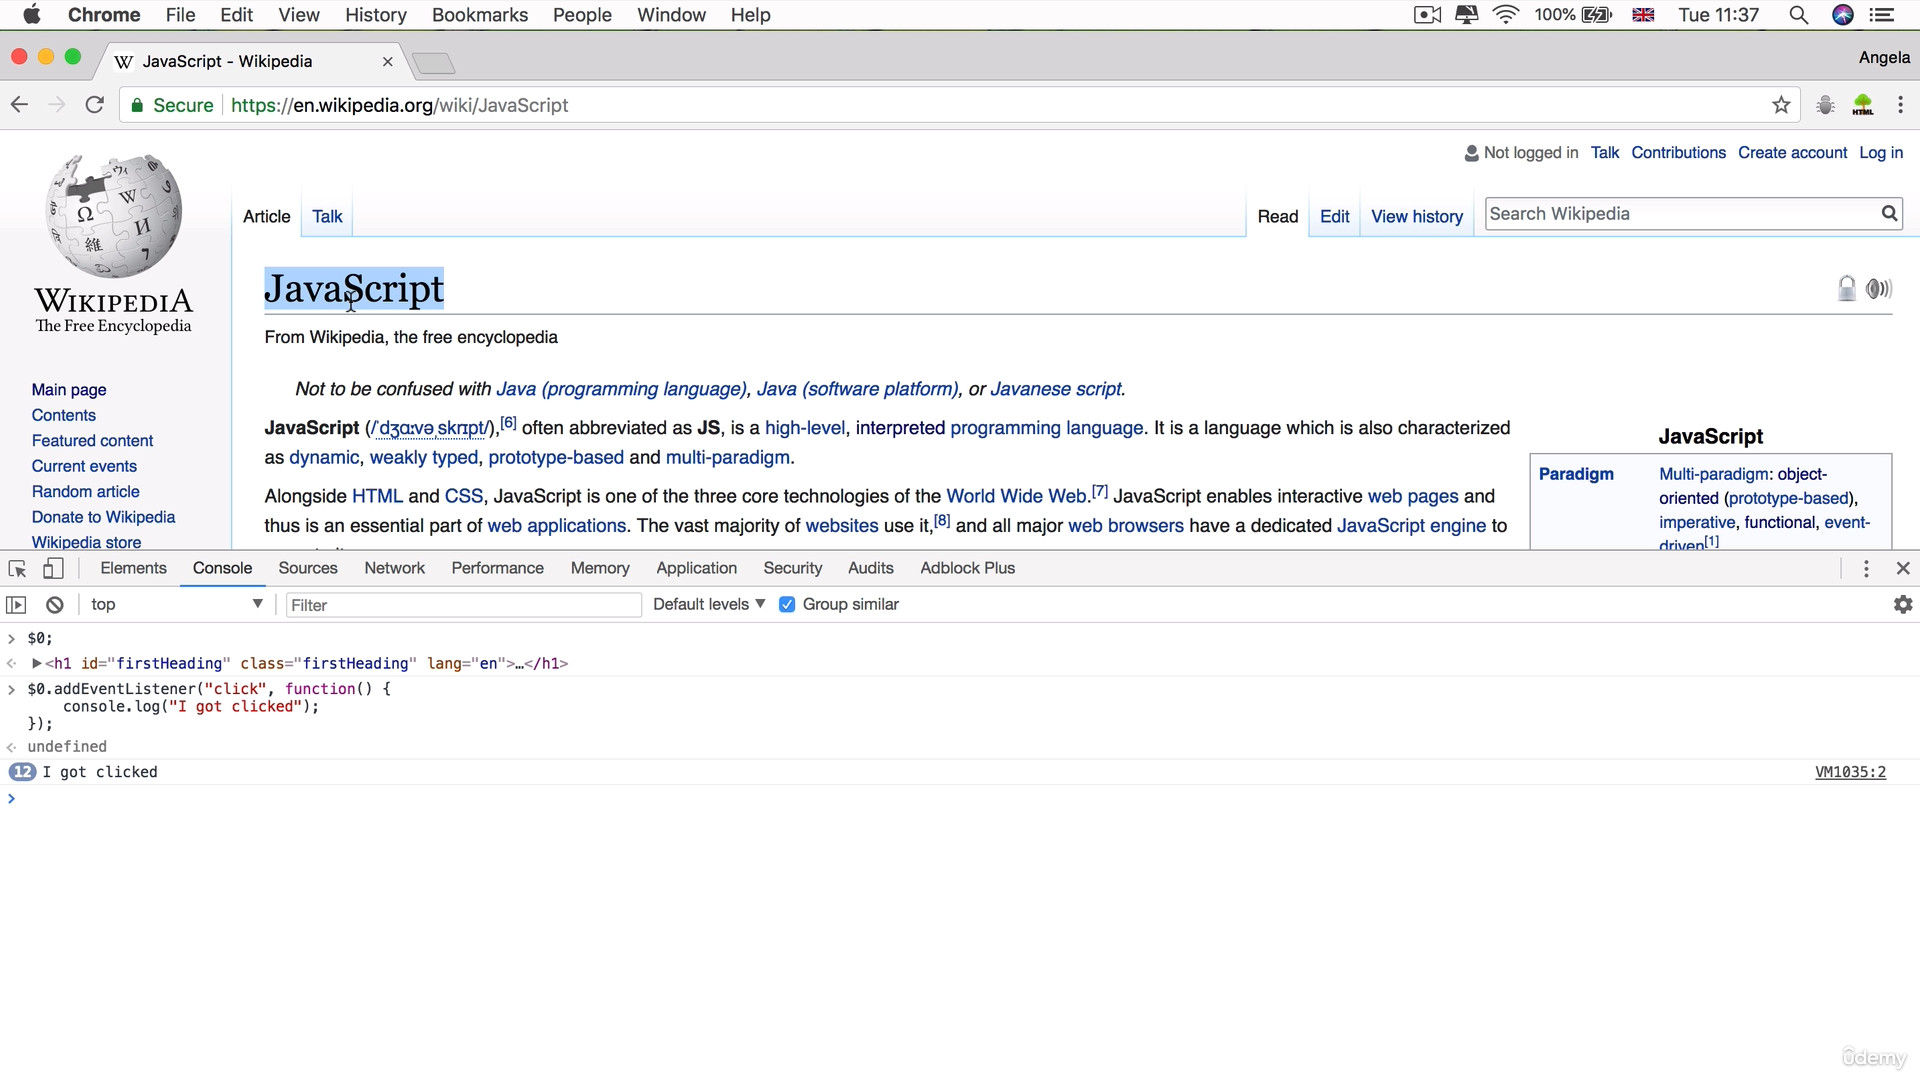 Chrome File Edit View History Bookmarks People Window Help 100% Tue 11:37
W JavaScript - Wikipedia × Angela
Secure https://en.wikipedia.org/wiki/JavaScript HTML
Not logged in Talk Contributions Create account Log in
Article Talk Read Edit View history Search Wikipedia
Ω W И 維
WIKIPEDIA
The Free Encyclopedia
Main page
Contents
Featured content
Current events
Random article
Donate to Wikipedia
Wikipedia store
JavaScript
From Wikipedia, the free encyclopedia
Not to be confused with Java (programming language), Java (software platform), or Javanese script.
JavaScript (/ˈdʒɑːvəˌskrɪpt/),[6] often abbreviated as JS, is a high-level, interpreted programming language. It is a language which is also characterized
as dynamic, weakly typed, prototype-based and multi-paradigm.
Alongside HTML and CSS, JavaScript is one of the three core technologies of the World Wide Web.[7] JavaScript enables interactive web pages and
thus is an essential part of web applications. The vast majority of websites use it,[8] and all major web browsers have a dedicated JavaScript engine to
JavaScript
Paradigm Multi-paradigm: object-
oriented (prototype-based),
imperative, functional, event-
driven[1]
Elements Console Sources Network Performance Memory Application Security Audits Adblock Plus
top Filter Default levels Group similar
> $0;
<h1 id="firstHeading" class="firstHeading" lang="en">…</h1>
> $0.addEventListener("click", function() {
console.log("I got clicked");
});
undefined
12 I got clicked VM1035:2
>
ûdemy